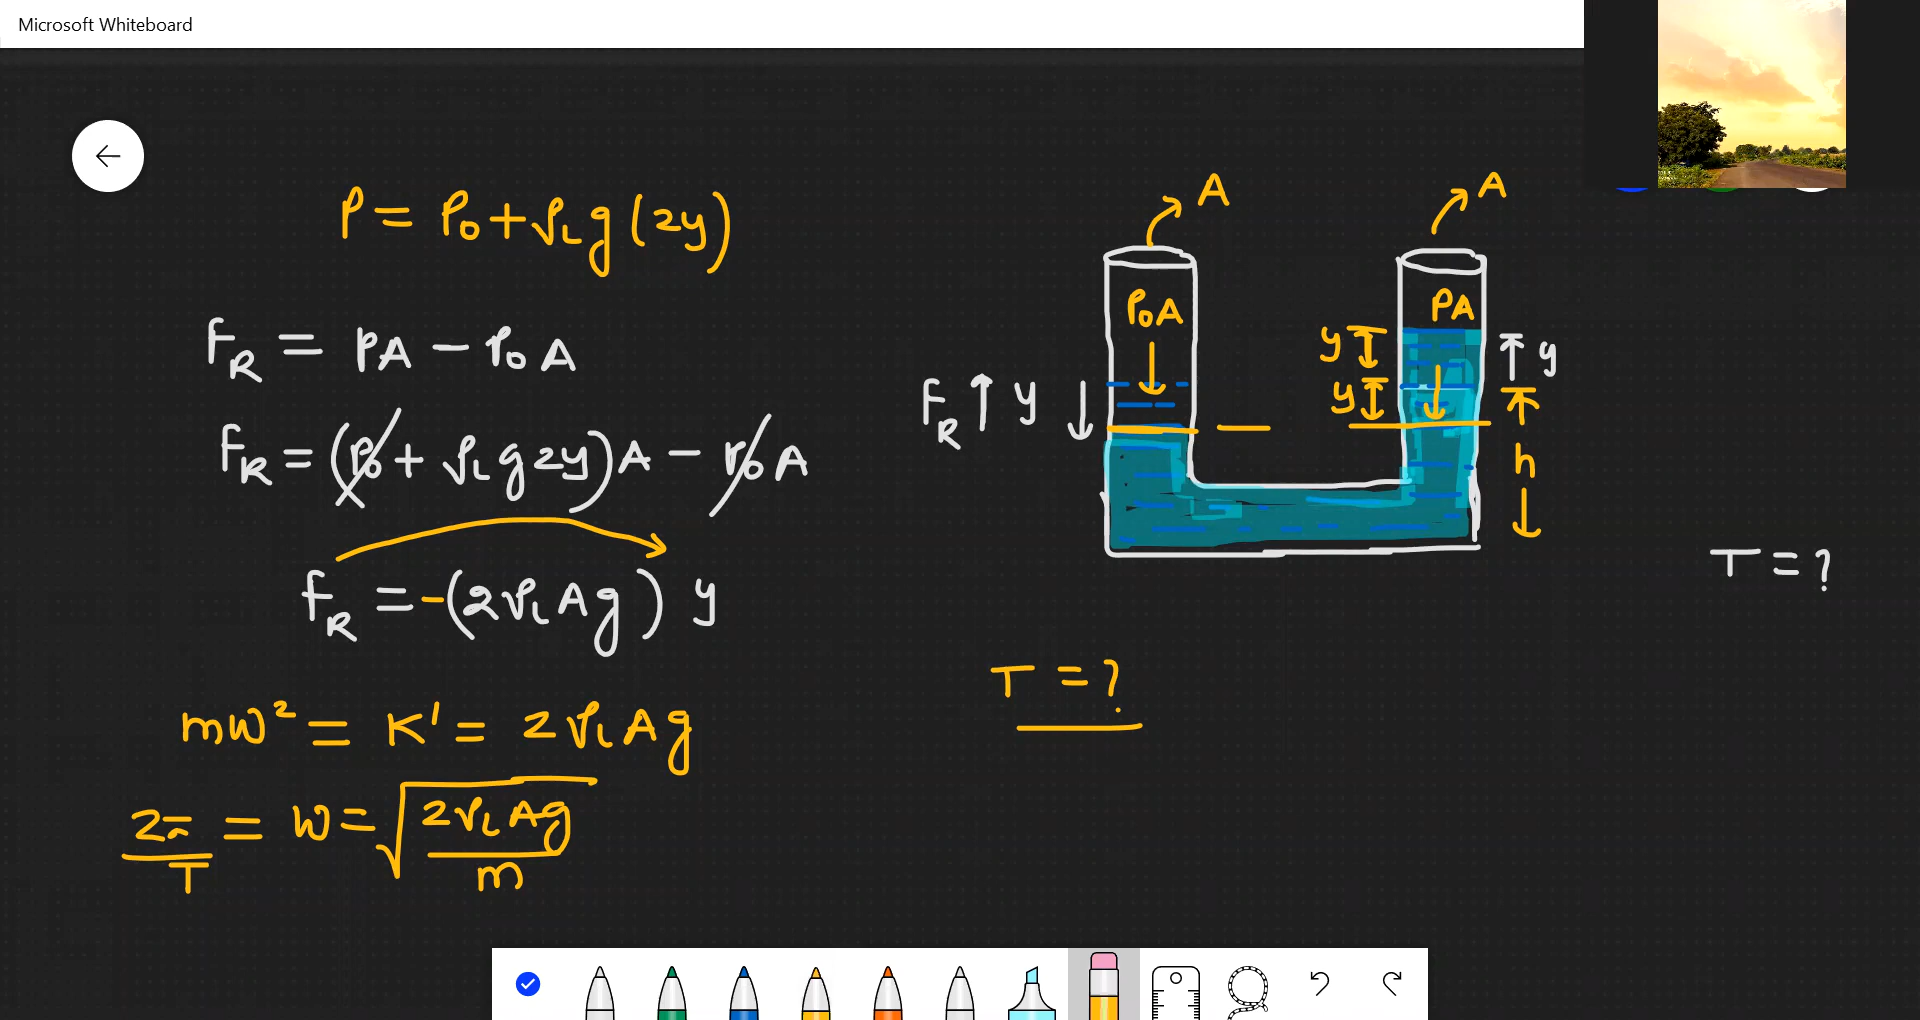 Microsoft Whiteboard
P = P₀ + ρ_L g (2y)
F_R = PA − P₀A
F_R = (P₀ + ρ_L g 2y) A − P₀ A
F_R = −(2ρ_L A g) y
mω² = K' = 2ρ_L A g
2π/T = ω = √(2ρ_L A g / m)
A
A
P₀A
PA
y
y
F_R ↑ y ↓
y
h
T = ?
T = ?